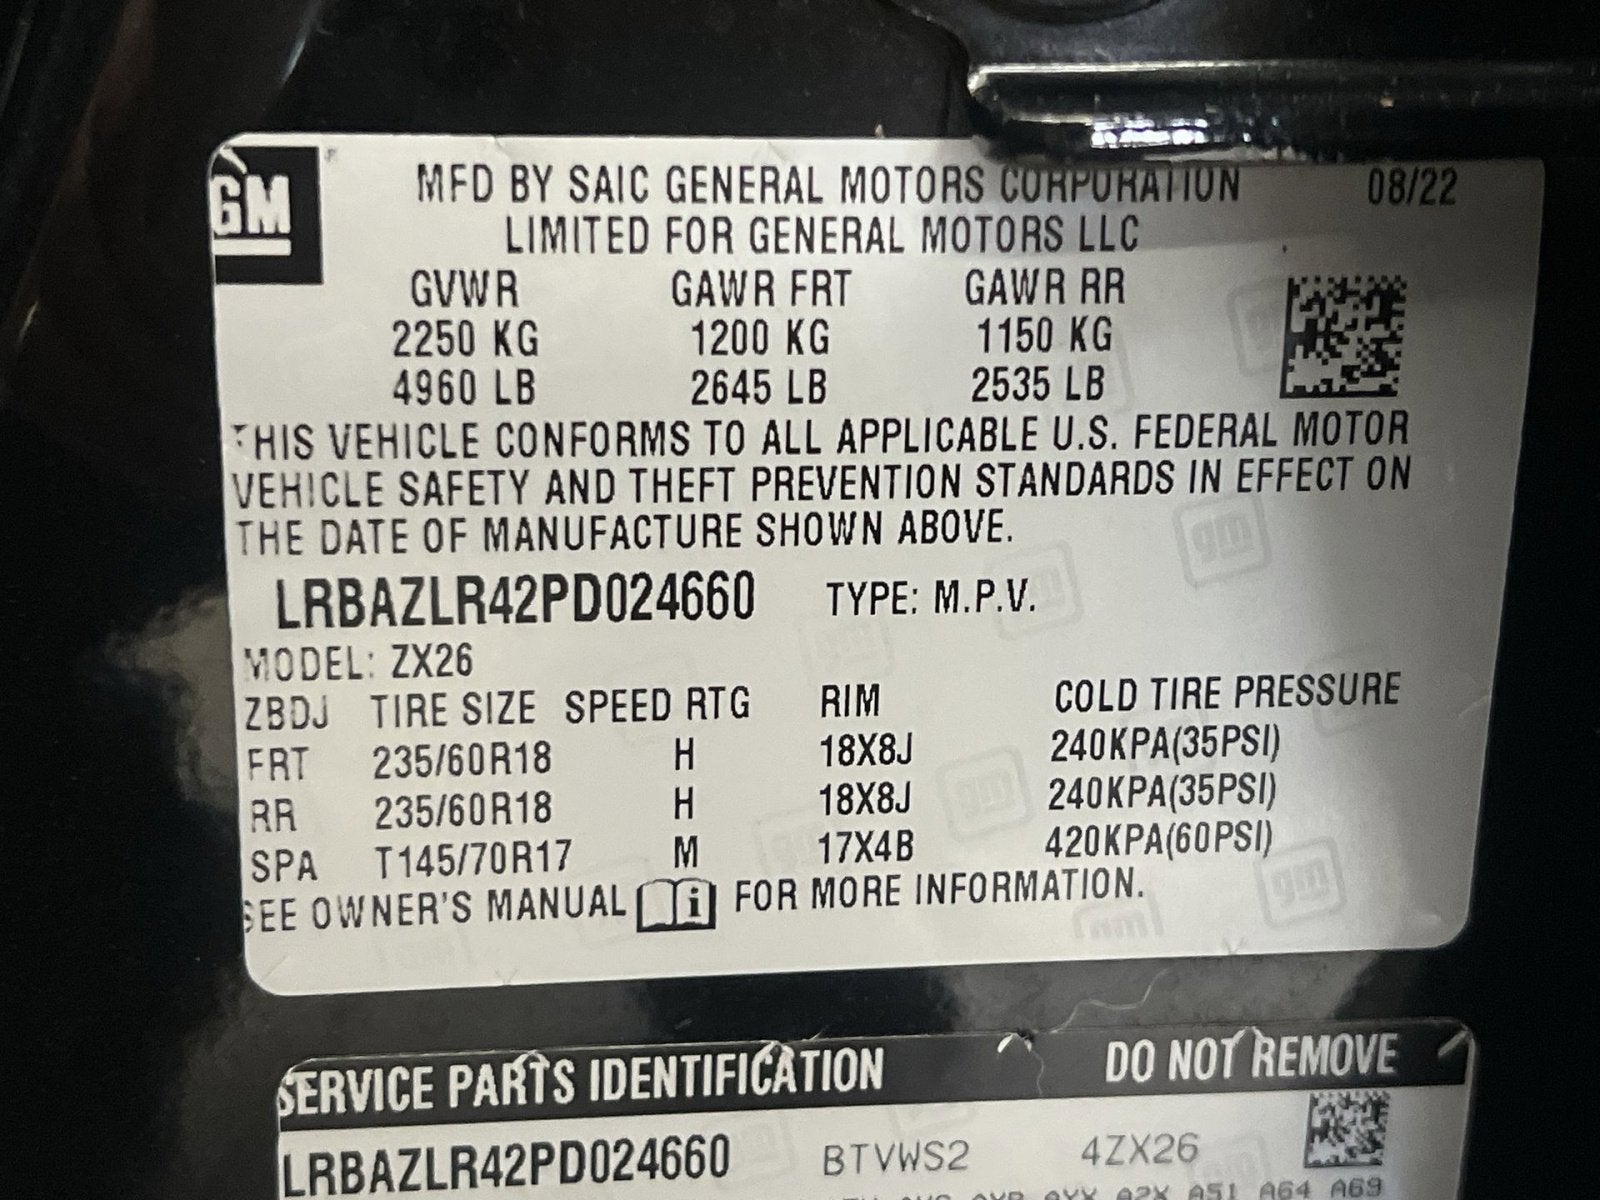 GM
MFD BY SAIC GENERAL MOTORS CORPORATION 08/22
LIMITED FOR GENERAL MOTORS LLC
GVWR GAWR FRT GAWR RR
2250 KG 1200 KG 1150 KG
4960 LB 2645 LB 2535 LB
THIS VEHICLE CONFORMS TO ALL APPLICABLE U.S. FEDERAL MOTOR
VEHICLE SAFETY AND THEFT PREVENTION STANDARDS IN EFFECT ON
THE DATE OF MANUFACTURE SHOWN ABOVE.
LRBAZLR42PD024660 TYPE: M.P.V.
MODEL: ZX26
ZBDJ TIRE SIZE SPEED RTG RIM COLD TIRE PRESSURE
FRT 235/60R18 H 18X8J 240KPA(35PSI)
RR 235/60R18 H 18X8J 240KPA(35PSI)
SPA T145/70R17 M 17X4B 420KPA(60PSI)
SEE OWNER'S MANUAL i FOR MORE INFORMATION.
SERVICE PARTS IDENTIFICATION DO NOT REMOVE
LRBAZLR42PD024660 BTVWS2 4ZX26
A2X A51 A64 A69